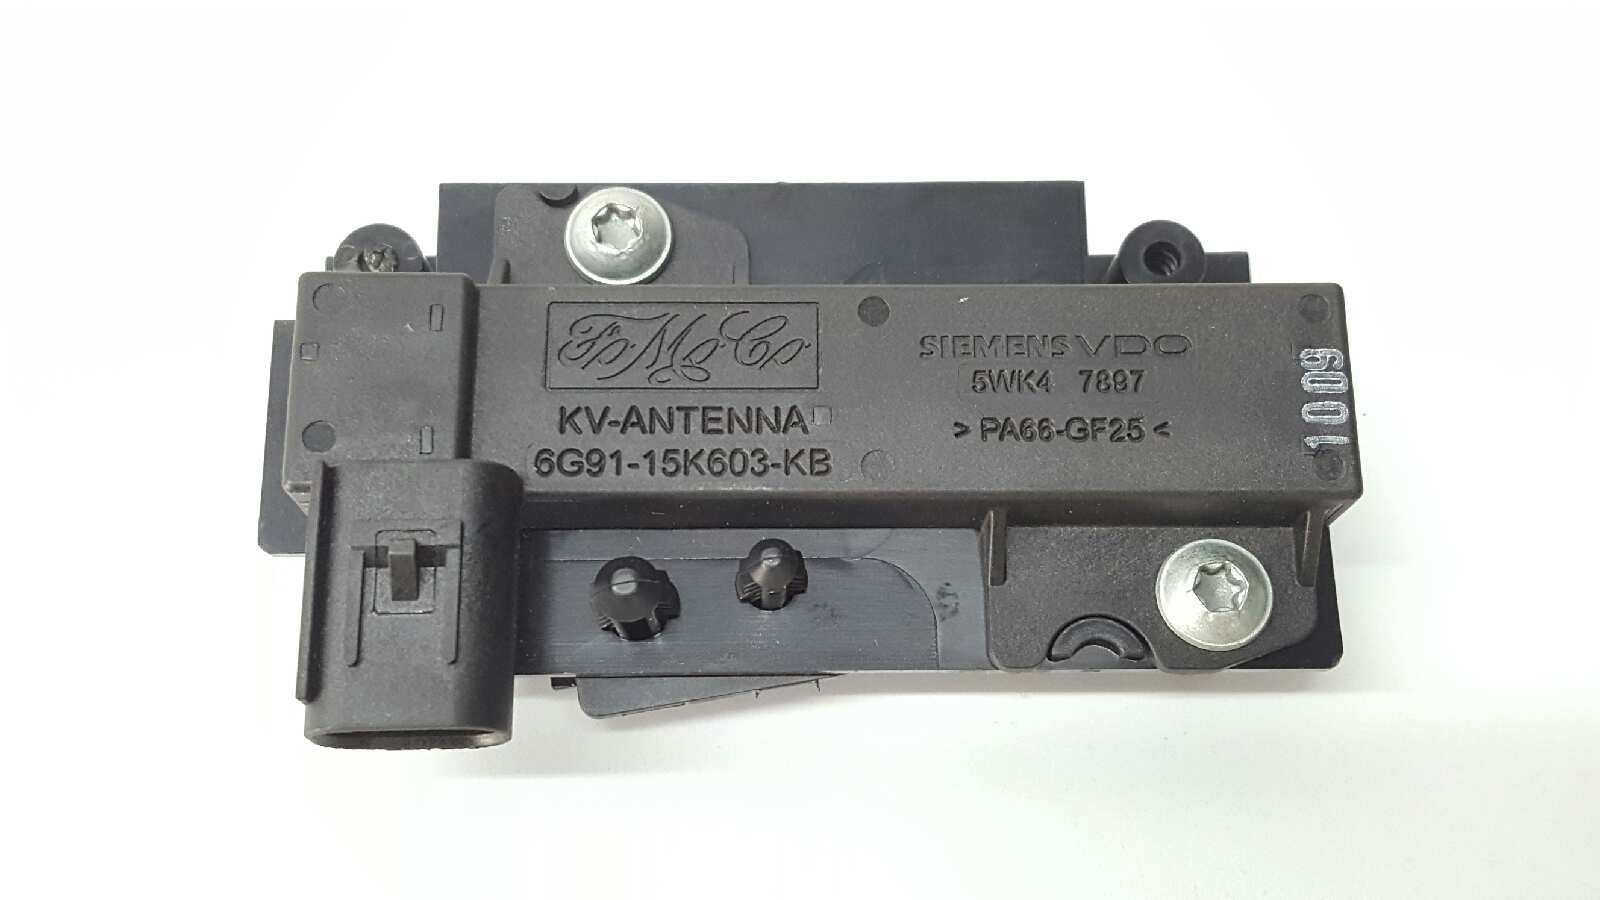 FoMoCo
KV-ANTENNA
6G91-15K603-KB
SIEMENS VDO
5WK4 7897
>PA66-GF25<
1009